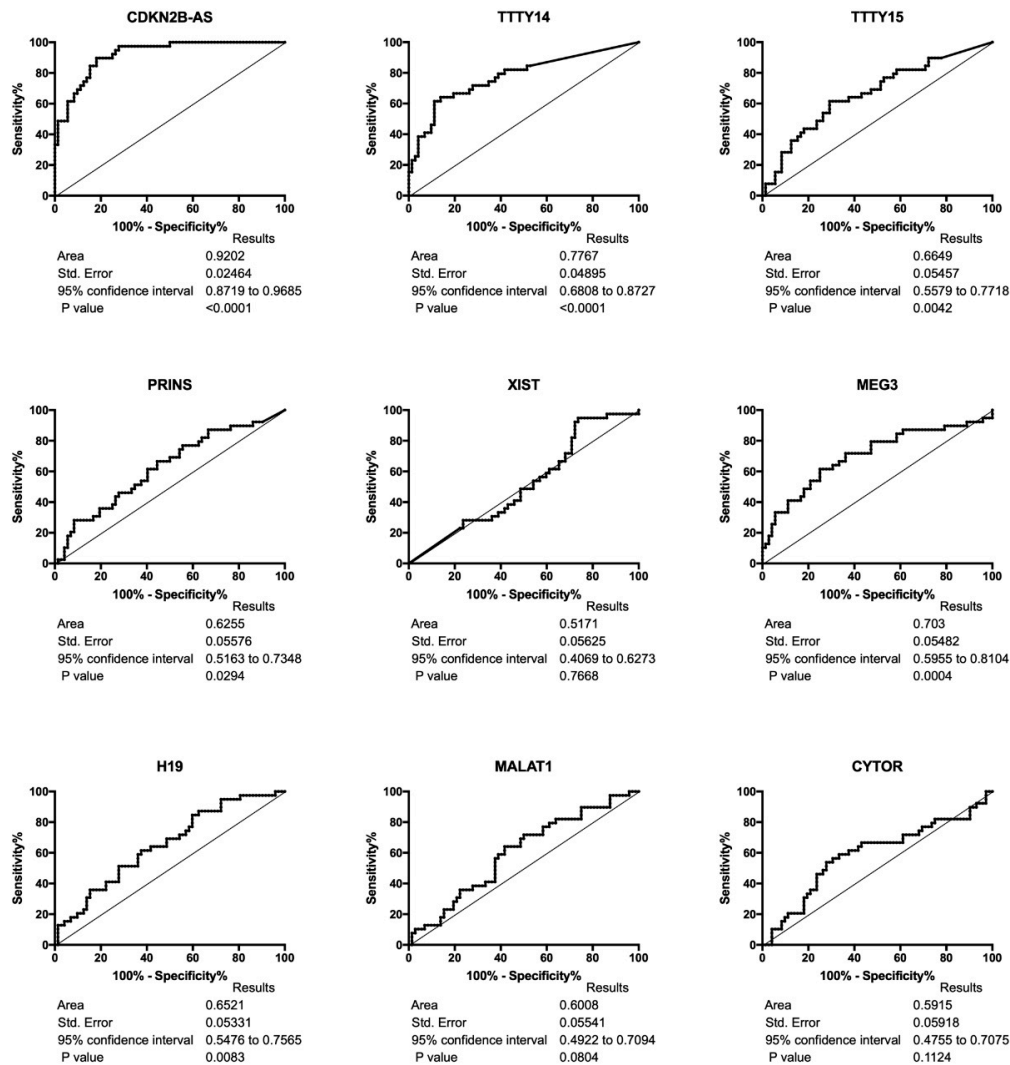 CDKN2B-AS
Sensitivity%
100
80
60
40
20
0
0 20 40 60 80 100
100% - Specificity%
Results
Area 0.9202
Std. Error 0.02464
95% confidence interval 0.8719 to 0.9685
P value <0.0001
TTTY14
Sensitivity%
100
80
60
40
20
0
0 20 40 60 80 100
100% - Specificity%
Results
Area 0.7767
Std. Error 0.04895
95% confidence interval 0.6808 to 0.8727
P value <0.0001
TTTY15
Sensitivity%
100
80
60
40
20
0
0 20 40 60 80 100
100% - Specificity%
Results
Area 0.6649
Std. Error 0.05457
95% confidence interval 0.5579 to 0.7718
P value 0.0042
PRINS
Sensitivity%
100
80
60
40
20
0
0 20 40 60 80 100
100% - Specificity%
Results
Area 0.6255
Std. Error 0.05576
95% confidence interval 0.5163 to 0.7348
P value 0.0294
XIST
Sensitivity%
100
80
60
40
20
0
0 20 40 60 80 100
100% - Specificity%
Results
Area 0.5171
Std. Error 0.05625
95% confidence interval 0.4069 to 0.6273
P value 0.7668
MEG3
Sensitivity%
100
80
60
40
20
0
0 20 40 60 80 100
100% - Specificity%
Results
Area 0.703
Std. Error 0.05482
95% confidence interval 0.5955 to 0.8104
P value 0.0004
H19
Sensitivity%
100
80
60
40
20
0
0 20 40 60 80 100
100% - Specificity%
Results
Area 0.6521
Std. Error 0.05331
95% confidence interval 0.5476 to 0.7565
P value 0.0083
MALAT1
Sensitivity%
100
80
60
40
20
0
0 20 40 60 80 100
100% - Specificity%
Results
Area 0.6008
Std. Error 0.05541
95% confidence interval 0.4922 to 0.7094
P value 0.0804
CYTOR
Sensitivity%
100
80
60
40
20
0
0 20 40 60 80 100
100% - Specificity%
Results
Area 0.5915
Std. Error 0.05918
95% confidence interval 0.4755 to 0.7075
P value 0.1124